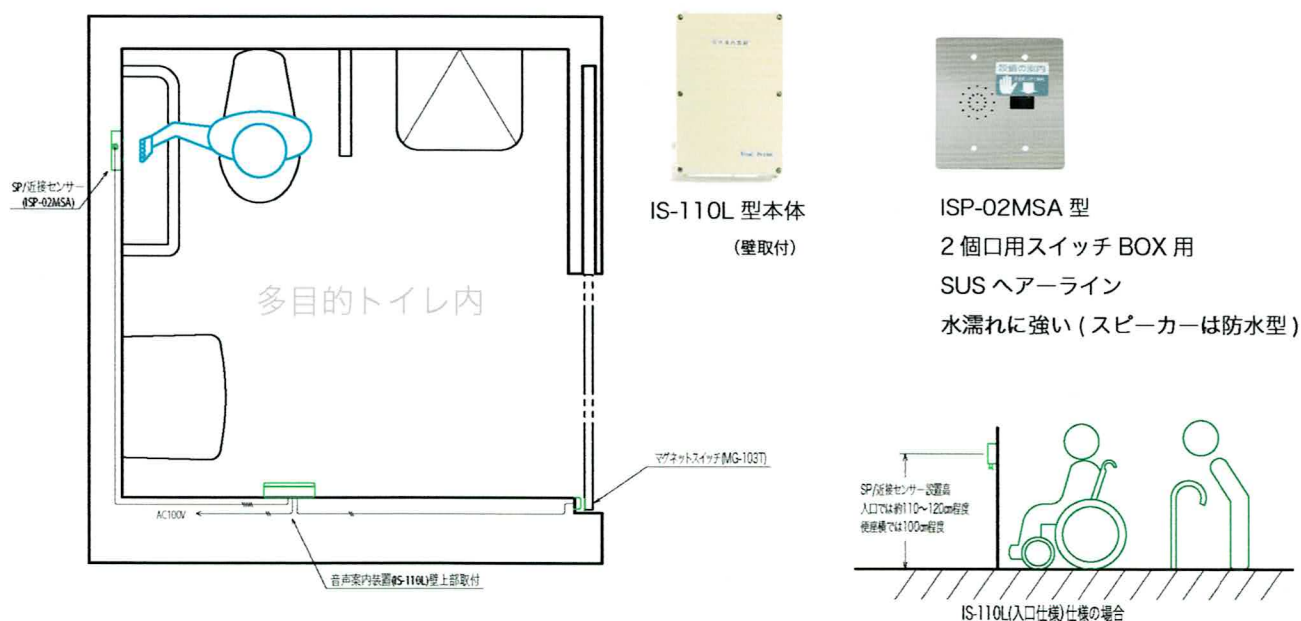 SP/近接センサー
(ISP-02MSA)
多目的トイレ内
マグネットスイッチ(MG-103T)
AC100V
音声案内装置(IS-110L)壁上部取付
IS-110L 型本体
（壁取付）
設備の案内
ISP-02MSA 型
2 個口用スイッチ BOX 用
SUS ヘアーライン
水濡れに強い ( スピーカーは防水型 )
SP/近接センサー設置高
入口では約110～120㎝程度
便座横では100㎝程度
IS-110L(入口仕様)仕様の場合